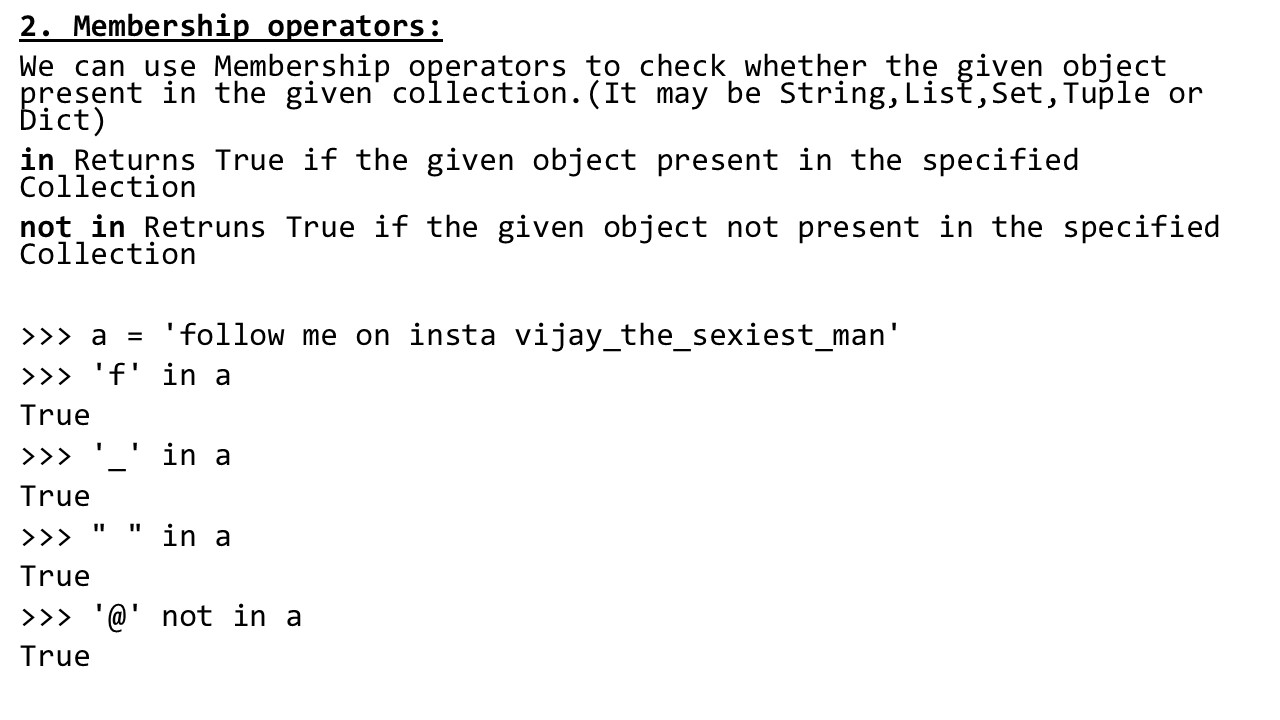 2. Membership operators:
We can use Membership operators to check whether the given object
present in the given collection.(It may be String,List,Set,Tuple or
Dict)
in Returns True if the given object present in the specified
Collection
not in Retruns True if the given object not present in the specified
Collection
>>> a = 'follow me on insta vijay_the_sexiest_man'
>>> 'f' in a
True
>>> '_' in a
True
>>> " " in a
True
>>> '@' not in a
True